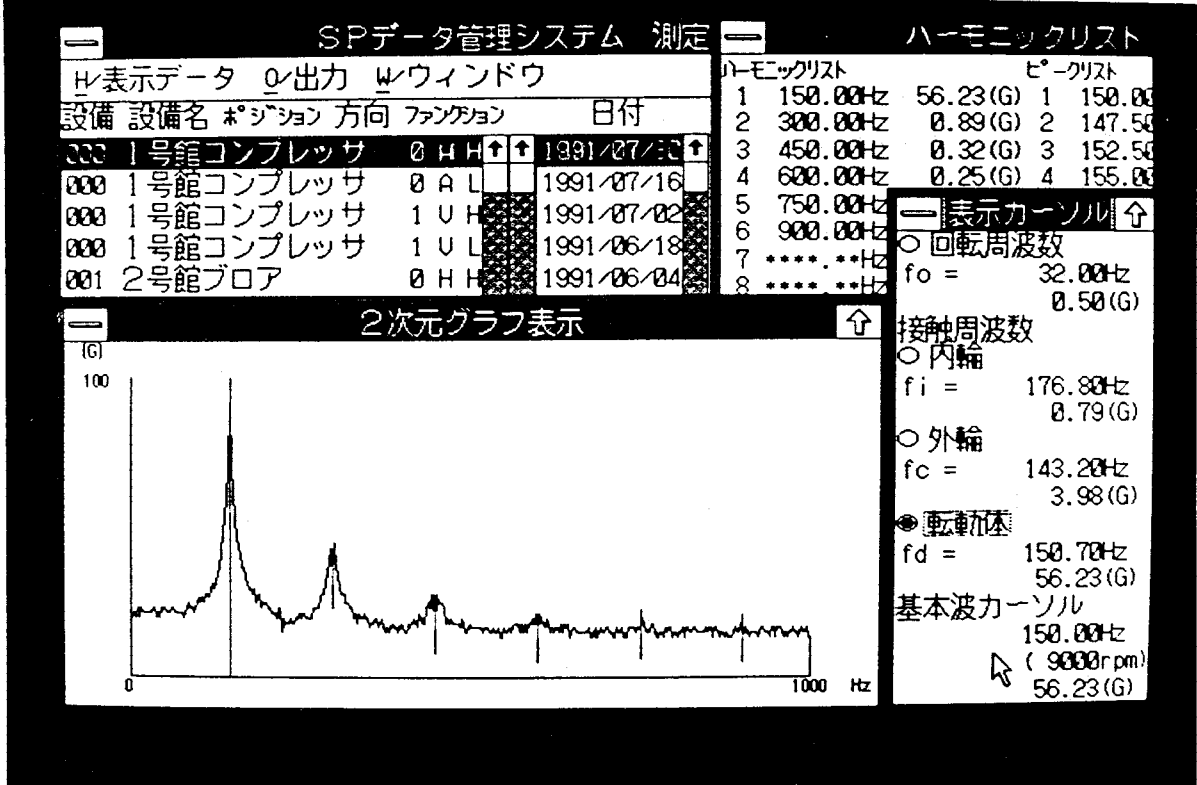 SPデータ管理システム 測定
H/表示データ O/出力 W/ウィンドウ
設備 設備名 ポジション 方向 ファンクション 日付
000 1号館コンプレッサ 0 H H 1991/07/30
000 1号館コンプレッサ 0 A L 1991/07/16
000 1号館コンプレッサ 1 V H 1991/07/02
000 1号館コンプレッサ 1 V L 1991/06/18
001 2号館ブロア 0 H H 1991/06/04
ハーモニックリスト
ハーモニックリスト ピークリスト
1 150.00Hz 56.23(G) 1 150.00
2 300.00Hz 0.89(G) 2 147.50
3 450.00Hz 0.32(G) 3 152.50
4 600.00Hz 0.25(G) 4 155.00
5 750.00Hz
6 900.00Hz
7 ****.**Hz
8 ****.**Hz
表示カーソル
回転周波数
fo = 32.00Hz
0.50(G)
接触周波数
内輪
fi = 176.80Hz
0.79(G)
外輪
fc = 143.20Hz
3.98(G)
転動体
fd = 150.70Hz
56.23(G)
基本波カーソル
150.00Hz
( 9000rpm)
56.23(G)
2次元グラフ表示
(G)
100
0 1000 Hz